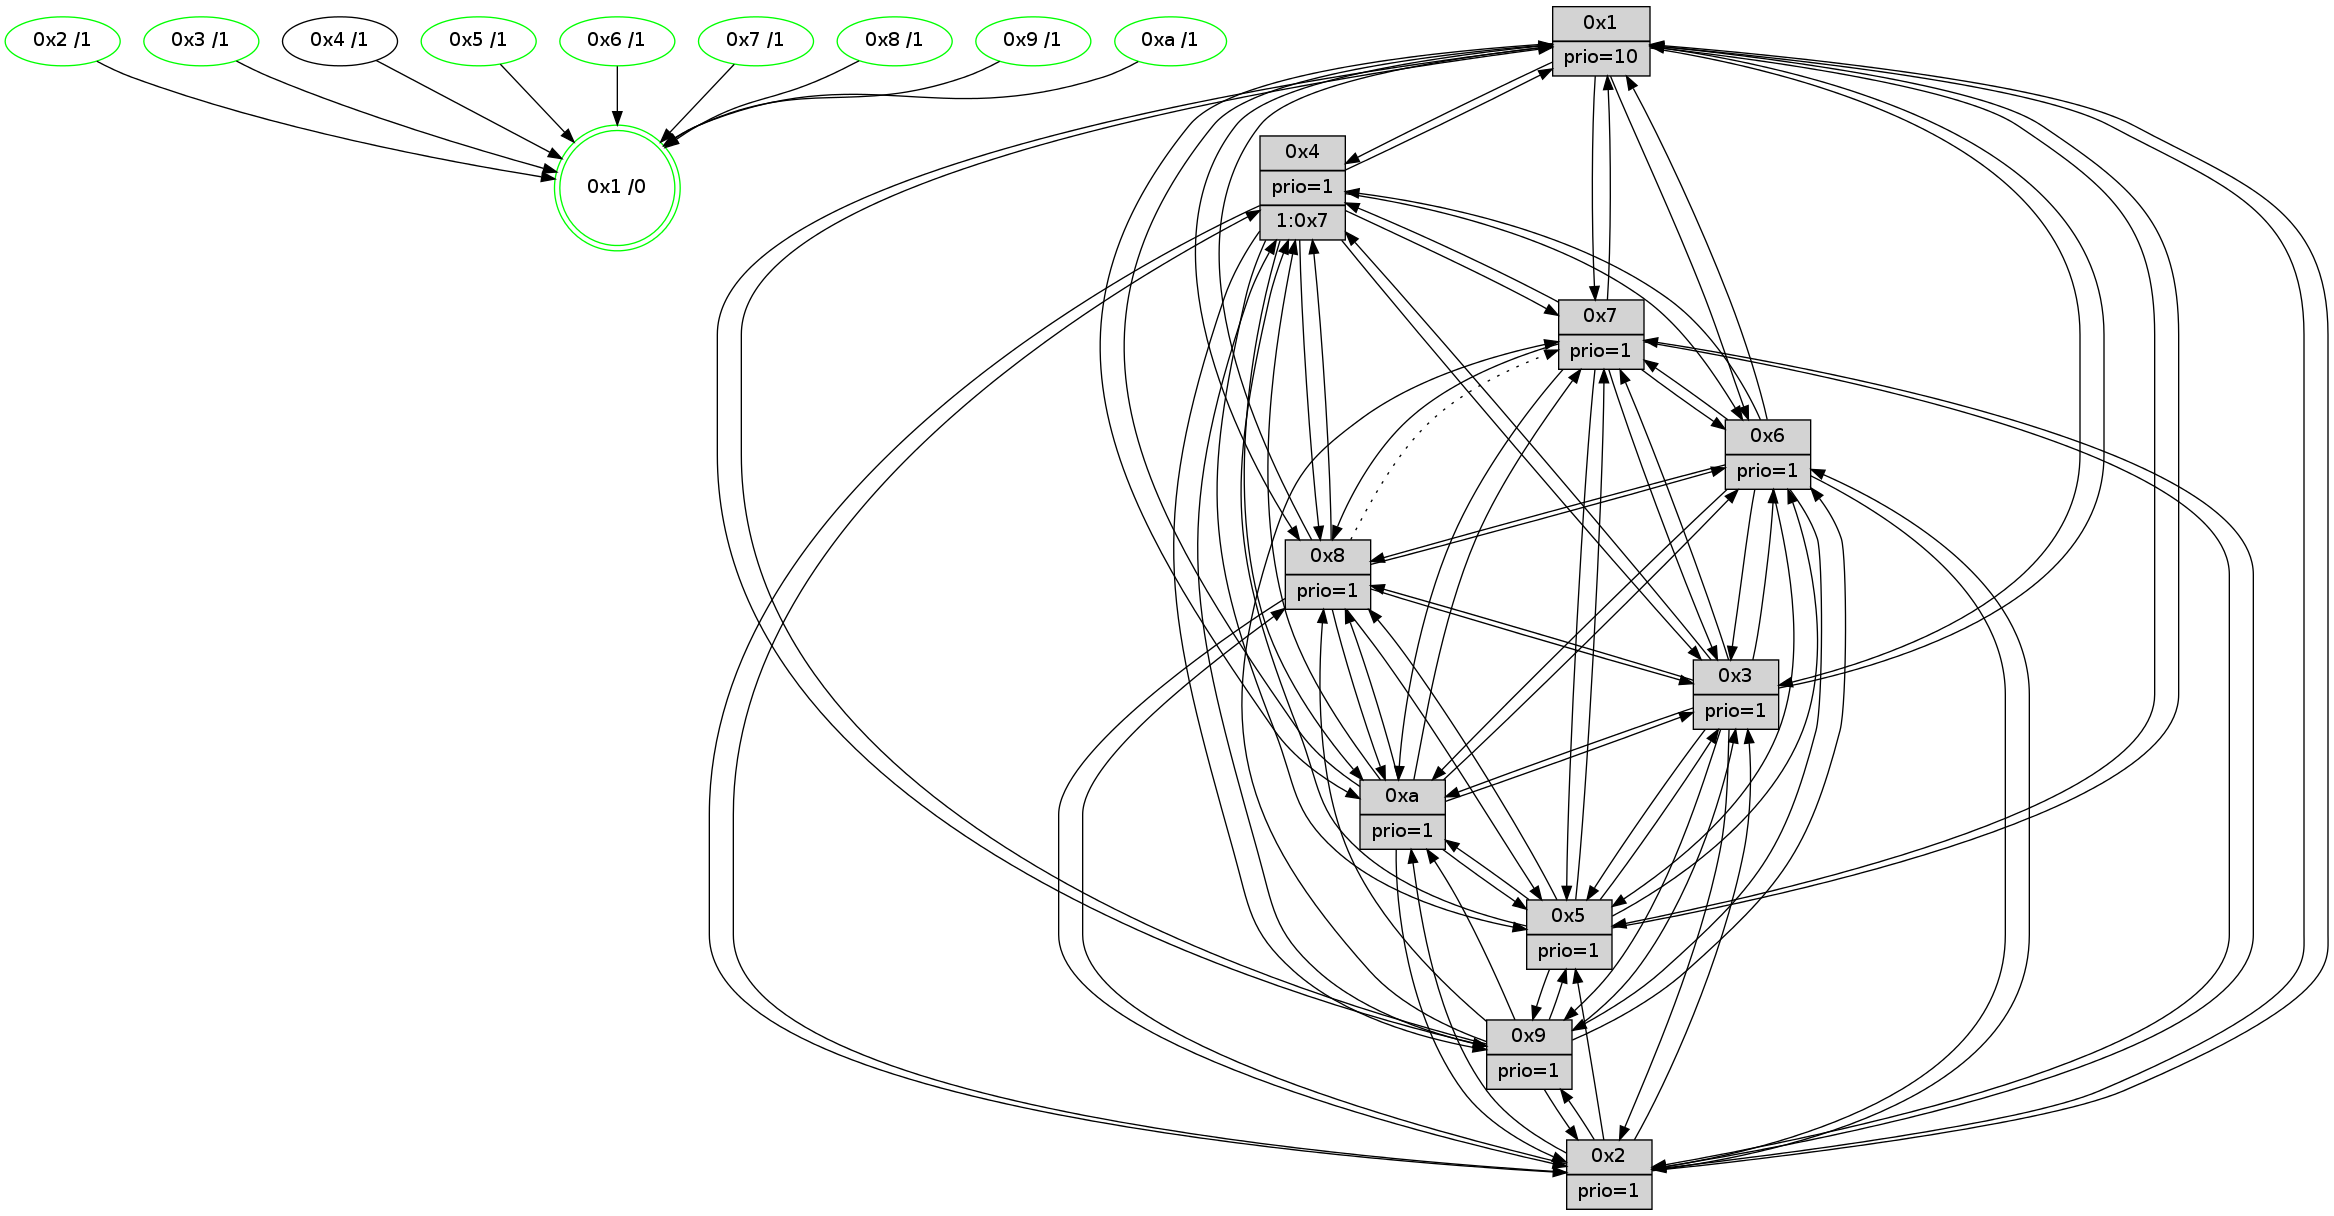 0x2 /1
0x3 /1
0x4 /1
0x5 /1
0x6 /1
0x7 /1
0x8 /1
0x9 /1
0xa /1
0x1 /0
0x1
prio=10
0x4
prio=1
1:0x7
0x7
prio=1
0x6
prio=1
0x8
prio=1
0x3
prio=1
0xa
prio=1
0x5
prio=1
0x9
prio=1
0x2
prio=1